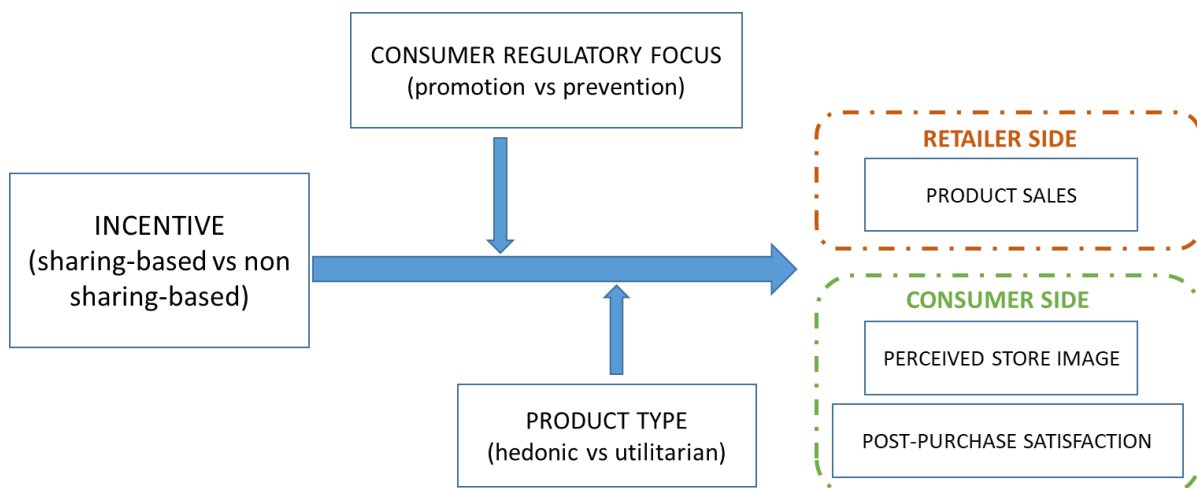 CONSUMER REGULATORY FOCUS
(promotion vs prevention)
INCENTIVE
(sharing-based vs non
sharing-based)
PRODUCT TYPE
(hedonic vs utilitarian)
RETAILER SIDE
PRODUCT SALES
CONSUMER SIDE
PERCEIVED STORE IMAGE
POST-PURCHASE SATISFACTION